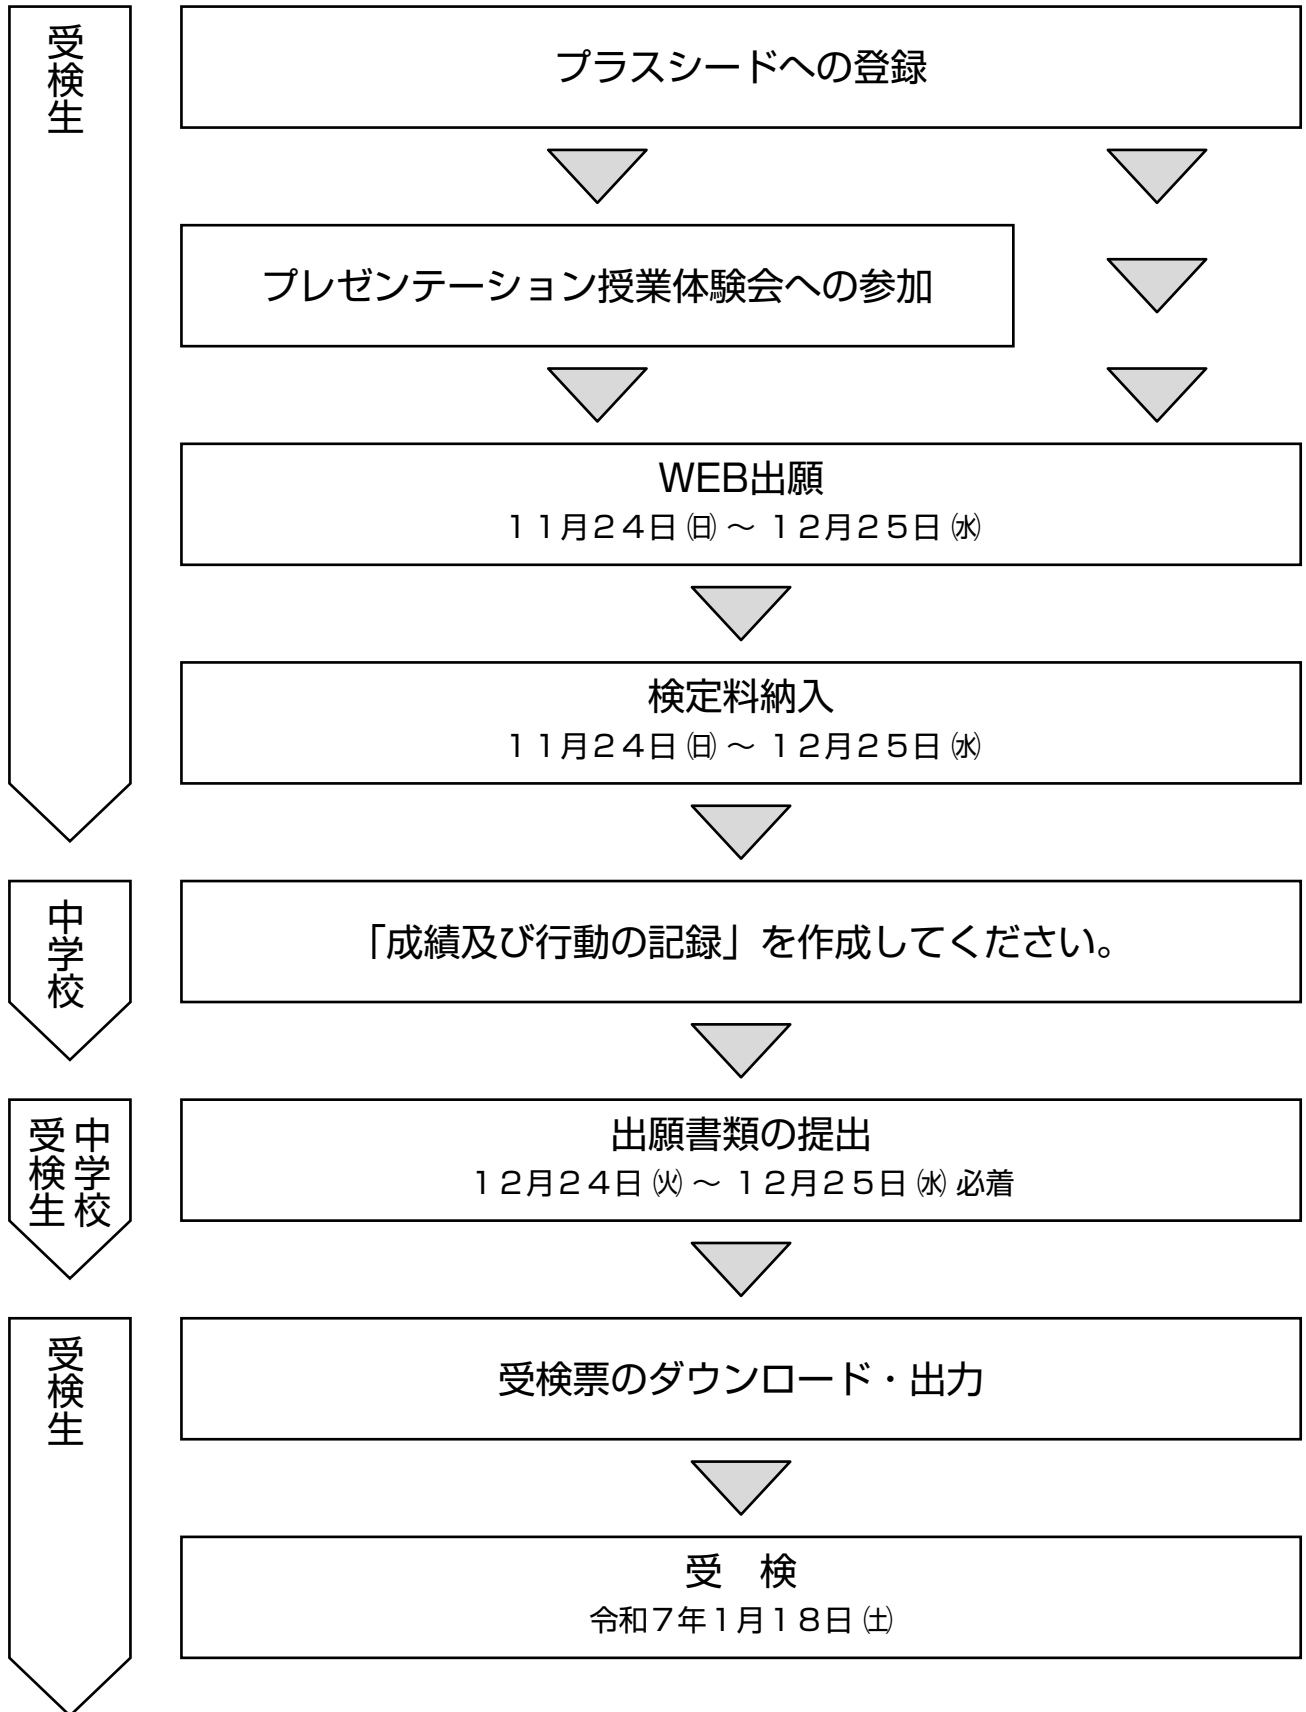 受検生
プラスシードへの登録
プレゼンテーション授業体験会への参加
WEB出願
１１月２４日㈰～１２月２５日㈬
検定料納入
１１月２４日㈰～１２月２５日㈬
中学校
「成績及び行動の記録」を作成してください。
中学校
受検生
出願書類の提出
１２月２４日㈫～１２月２５日㈬必着
受検生
受検票のダウンロード・出力
受　検
令和７年１月１８日㈯